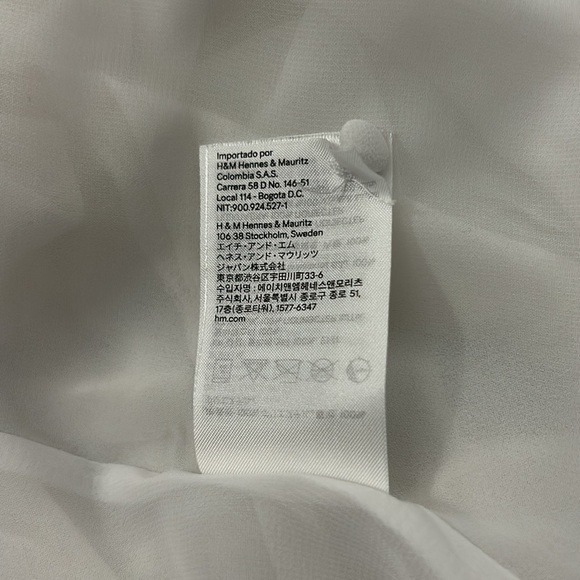 Importado por
H&M Hennes & Mauritz
Colombia S.A.S.
Carrera 58 D No. 146-51
Local 114 - Bogota D.C.
NIT:900.924.527-1
H & M Hennes & Mauritz
106 38 Stockholm, Sweden
エイチ・アンド・エム
ヘネス・アンド・マウリッツ
ジャパン株式会社
東京都渋谷区宇田川町33-6
수입자명 : 에이치앤엠헤네스앤모리츠
주식회사, 서울특별시 종로구 종로 51,
17층(종로타워), 1577-6347
hm.com